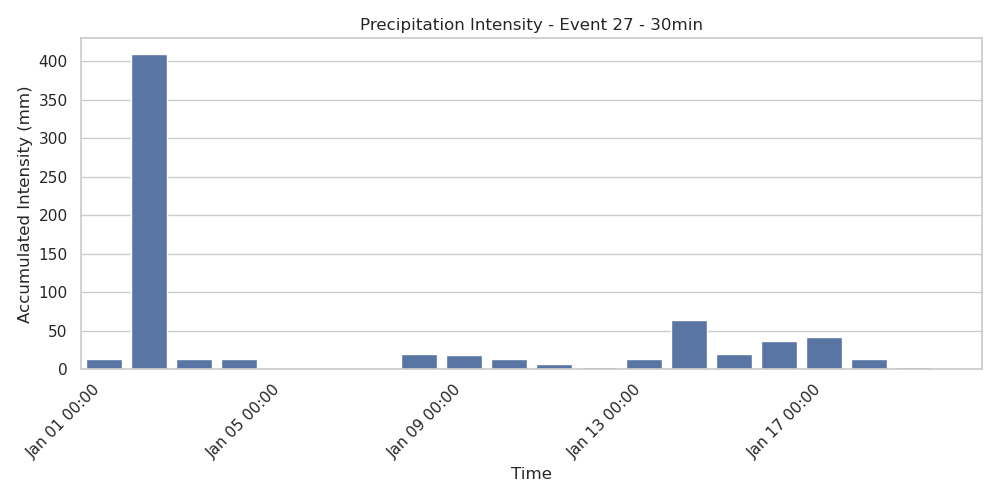 Precipitation Intensity - Event 27 - 30min
Accumulated Intensity (mm)
400
350
300
250
200
150
100
50
0
Jan 01 00:00
Jan 05 00:00
Jan 09 00:00
Jan 13 00:00
Jan 17 00:00
Time